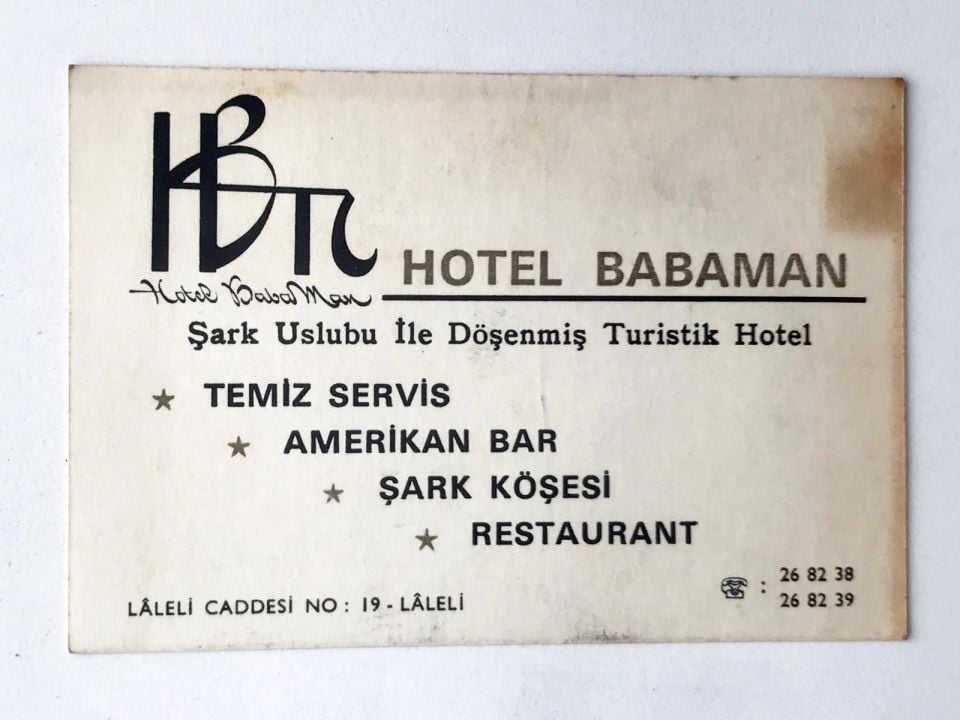 HBM
Hotel BabaMan
HOTEL BABAMAN
Şark Uslubu İle Döşenmiş Turistik Hotel
TEMİZ SERVİS
AMERİKAN BAR
ŞARK KÖŞESİ
RESTAURANT
LÂLELİ CADDESİ NO : 19 - LÂLELİ
: 26 82 38
26 82 39